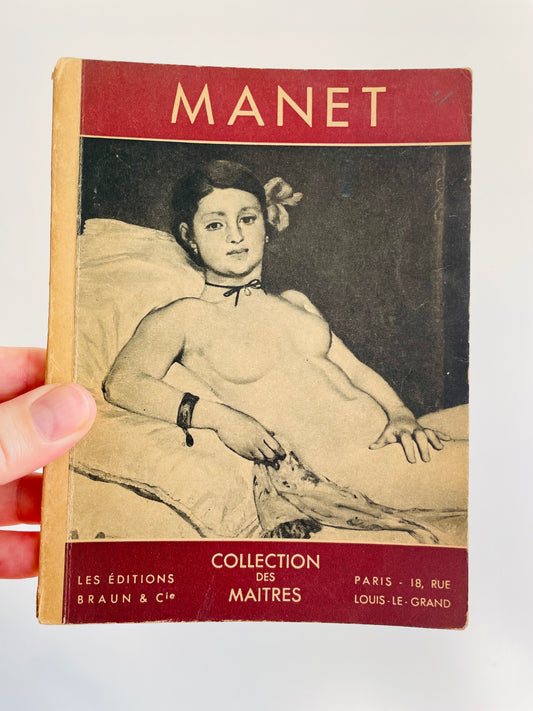 MANET
LES ÉDITIONS
BRAUN & Cie
COLLECTION
DES
MAITRES
PARIS - 18, RUE
LOUIS-LE-GRAND